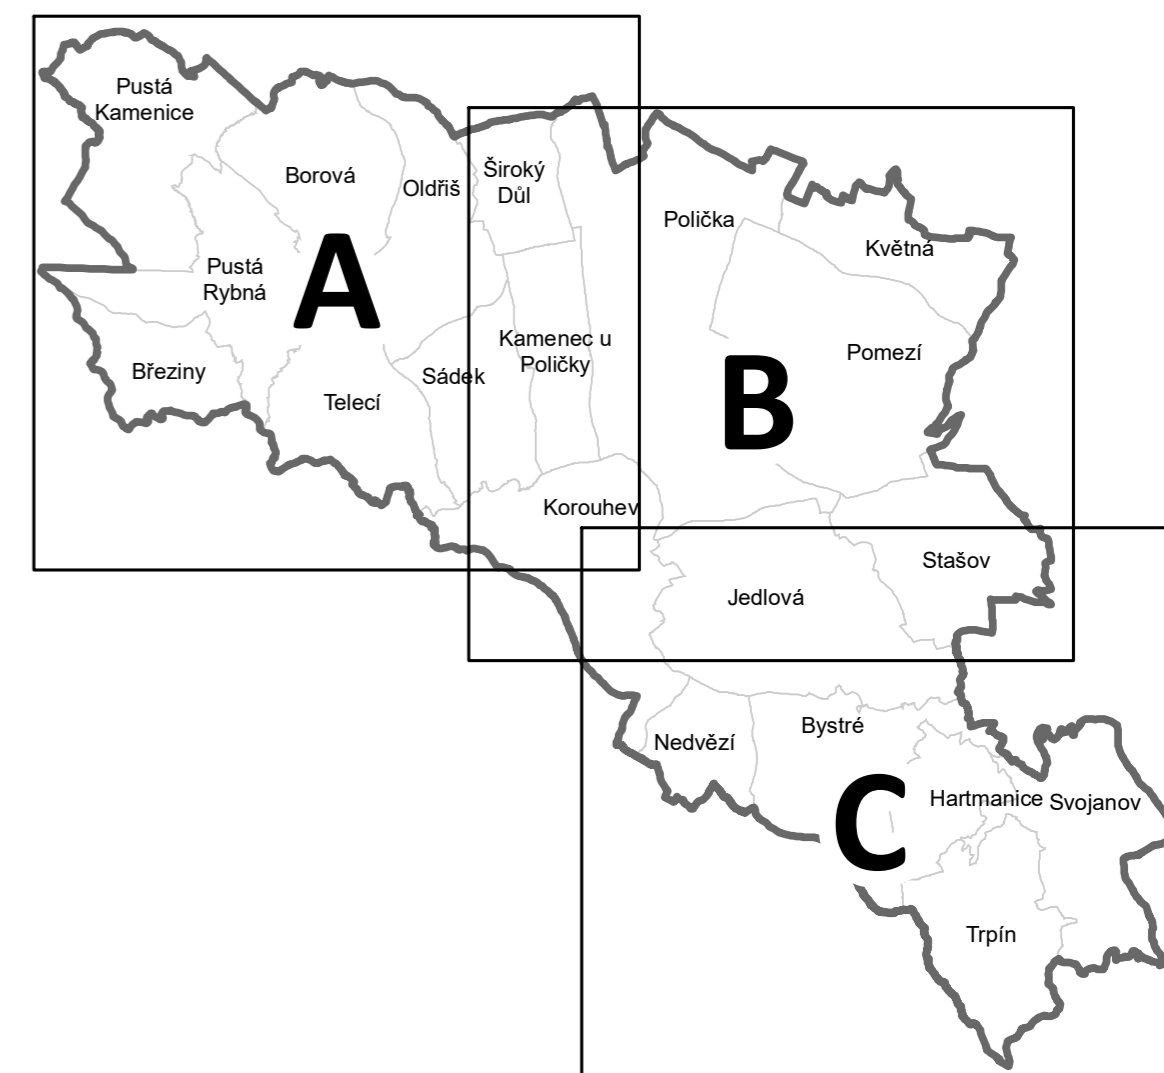 Pustá
Kamenice
Borová
Oldřiš
Široký
Důl
Polička
Květná
Pustá
Rybná
A
Kamenec u
Poličky
Pomezí
Březiny
Sádek
Telecí
B
Korouhev
Stašov
Jedlová
Nedvězí
Bystré
Hartmanice
Svojanov
C
Trpín